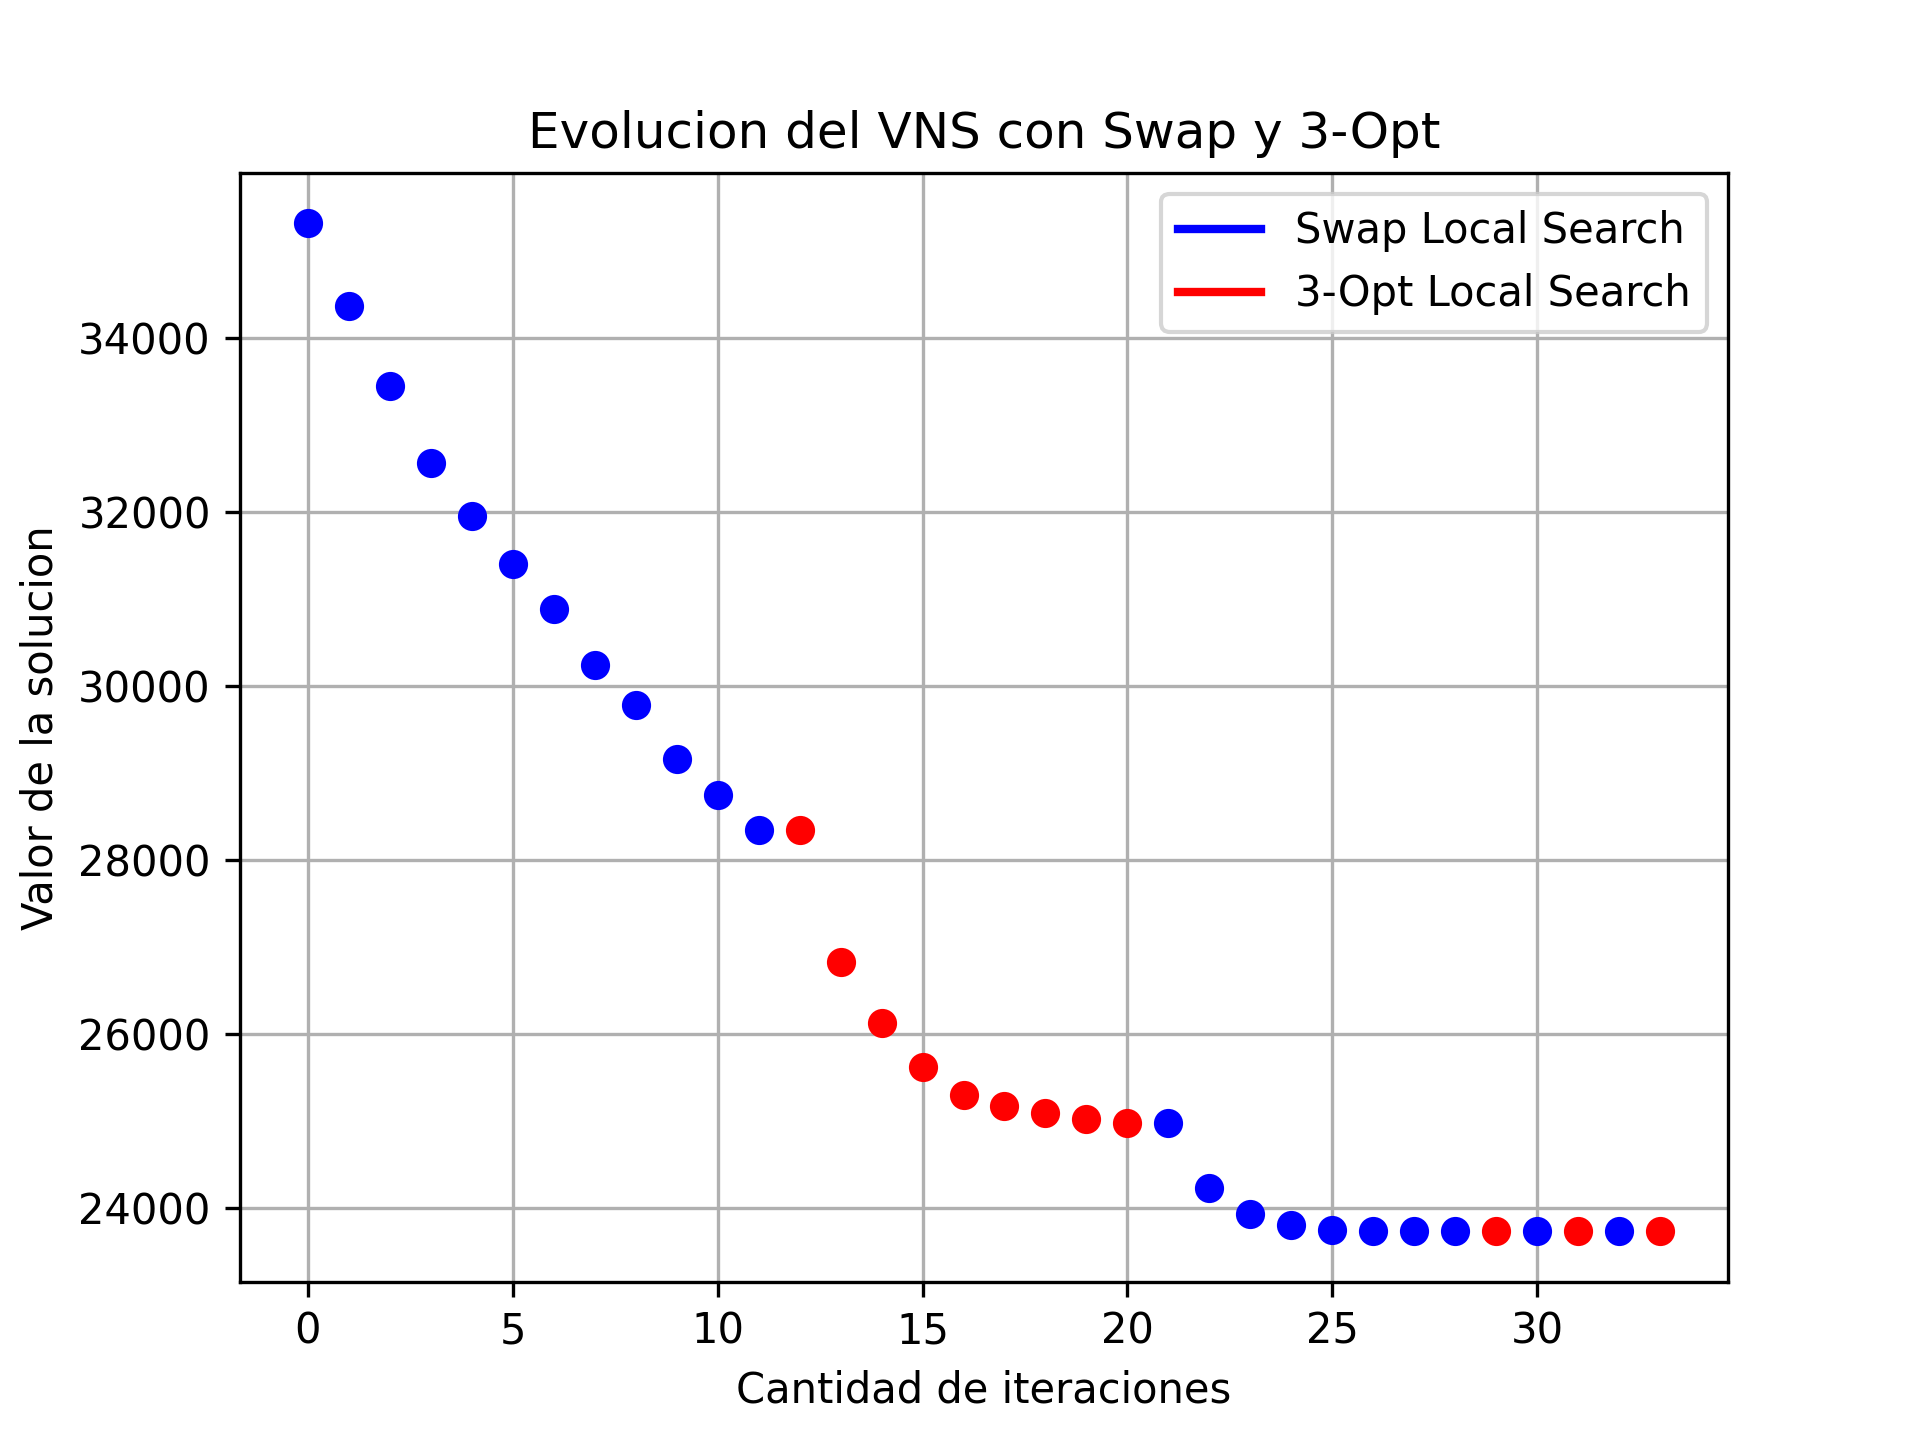 Evolucion del VNS con Swap y 3-Opt
Swap Local Search
3-Opt Local Search
34000
32000
30000
28000
26000
24000
Valor de la solucion
0 5 10 15 20 25 30
Cantidad de iteraciones